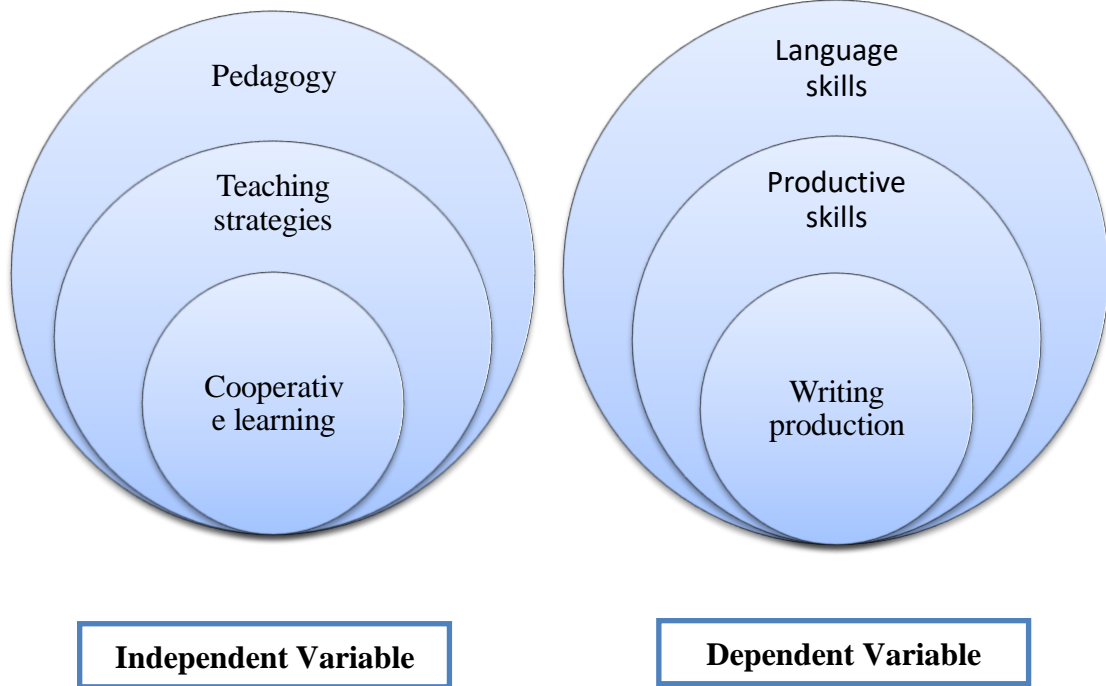 Pedagogy
Teaching
strategies
Cooperativ
e learning
Independent Variable
Language
skills
Productive
skills
Writing
production
Dependent Variable